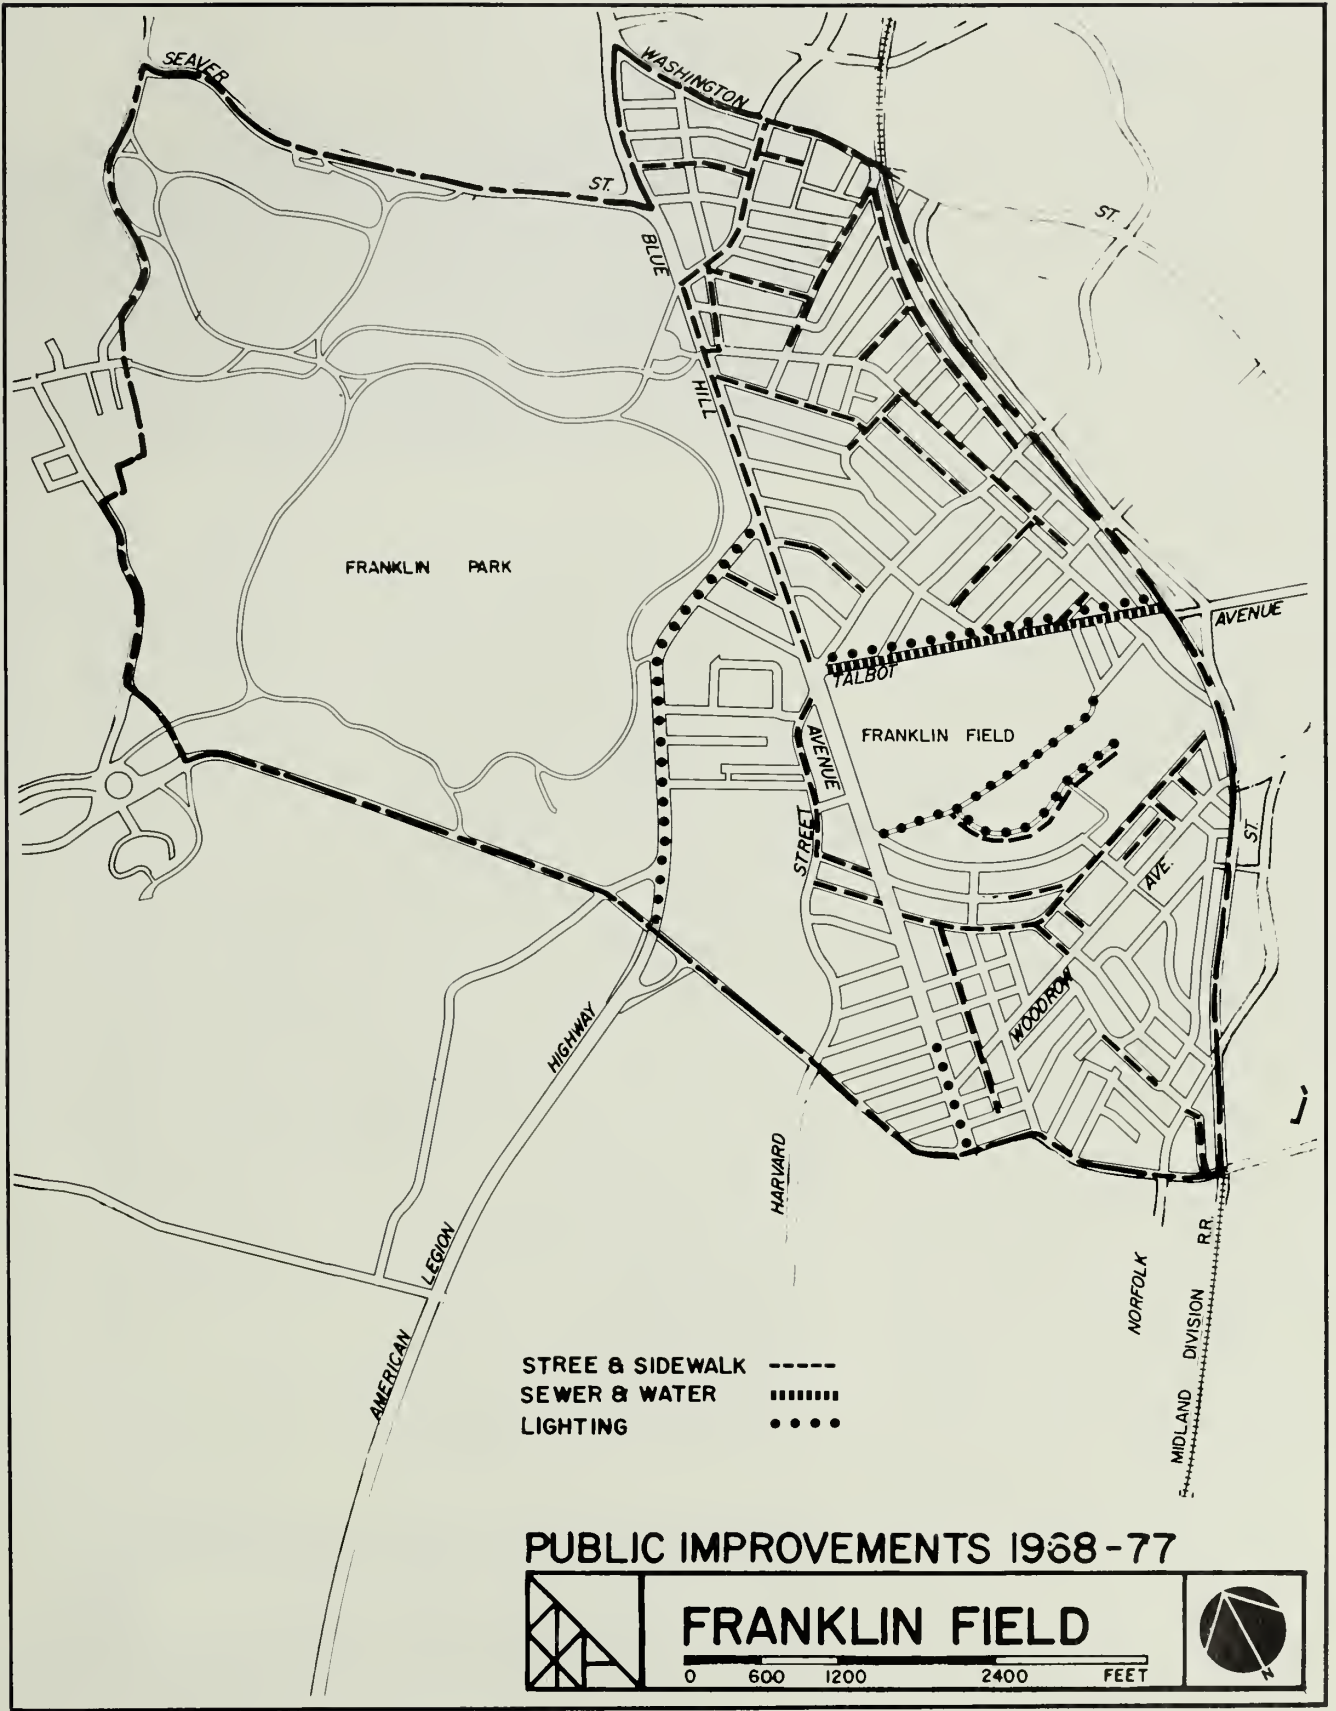 SEAVER
WASHINGTON
ST.
ST.
BLUE
HILL
FRANKLIN PARK
AVENUE
TALBOT
FRANKLIN FIELD
AVENUE
STREET
ST.
AVE.
WOODROW
HIGHWAY
HARVARD
LEGION
R.R.
NORFOLK
DIVISION
AMERICAN
MIDLAND
STREE & SIDEWALK
SEWER & WATER
LIGHTING
PUBLIC IMPROVEMENTS 1968-77
FRANKLIN FIELD
0 600 1200 2400 FEET
N